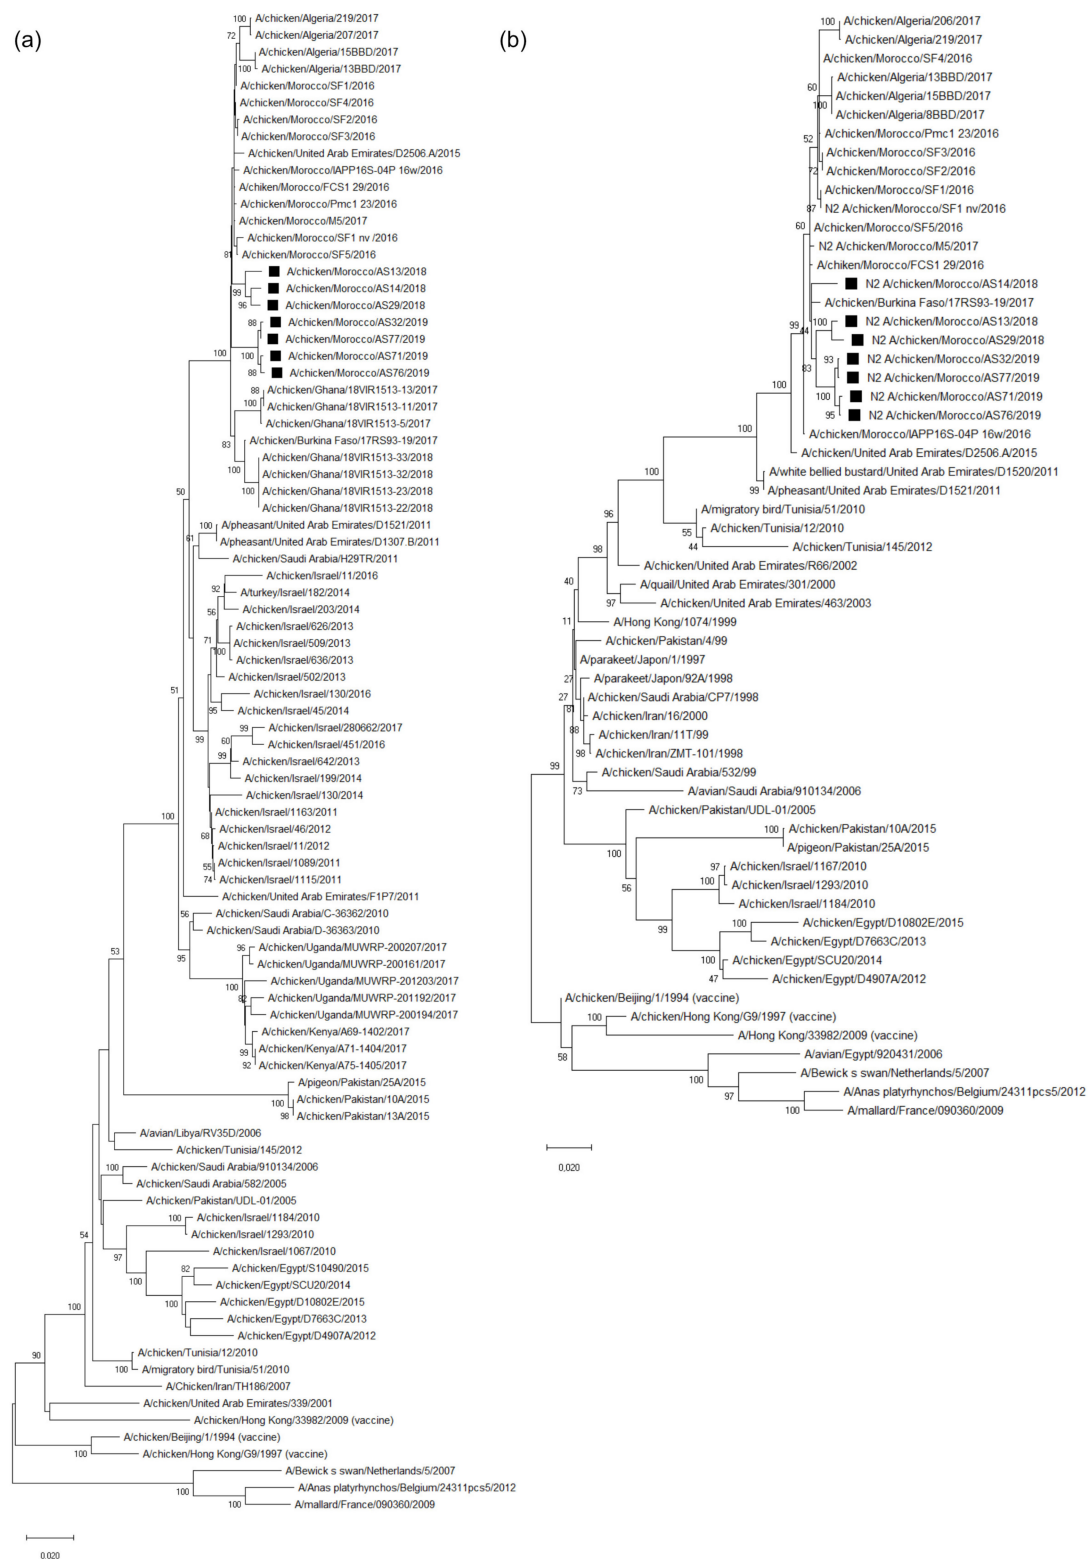 (a)
A/chicken/Algeria/219/2017
100
A/chicken/Algeria/207/2017
72
A/chicken/Algeria/15BBD/2017
A/chicken/Algeria/13BBD/2017
100
A/chicken/Morocco/SF1/2016
A/chicken/Morocco/SF4/2016
A/chicken/Morocco/SF2/2016
A/chicken/Morocco/SF3/2016
A/chicken/United Arab Emirates/D2506.A/2015
A/chicken/Morocco/IAPP16S-04P 16w/2016
A/chiken/Morocco/FCS1 29/2016
A/chicken/Morocco/Pmc1 23/2016
A/chicken/Morocco/M5/2017
A/chicken/Morocco/SF1 nv /2016
81
A/chicken/Morocco/SF5/2016
A/chicken/Morocco/AS13/2018
99
A/chicken/Morocco/AS14/2018
96
A/chicken/Morocco/AS29/2018
88
A/chicken/Morocco/AS32/2019
A/chicken/Morocco/AS77/2019
100
100
A/chicken/Morocco/AS71/2019
88
A/chicken/Morocco/AS76/2019
88
A/chicken/Ghana/18VIR1513-13/2017
100
A/chicken/Ghana/18VIR1513-11/2017
A/chicken/Ghana/18VIR1513-5/2017
83
A/chicken/Burkina Faso/17RS93-19/2017
A/chicken/Ghana/18VIR1513-33/2018
100
A/chicken/Ghana/18VIR1513-32/2018
50
A/chicken/Ghana/18VIR1513-23/2018
A/chicken/Ghana/18VIR1513-22/2018
100
A/pheasant/United Arab Emirates/D1521/2011
61
A/pheasant/United Arab Emirates/D1307.B/2011
A/chicken/Saudi Arabia/H29TR/2011
A/chicken/Israel/11/2016
92
A/turkey/Israel/182/2014
56
A/chicken/Israel/203/2014
A/chicken/Israel/626/2013
71
A/chicken/Israel/509/2013
100
A/chicken/Israel/636/2013
A/chicken/Israel/502/2013
51
A/chicken/Israel/130/2016
95
A/chicken/Israel/45/2014
99
A/chicken/Israel/280662/2017
99
60
A/chicken/Israel/451/2016
99
A/chicken/Israel/642/2013
A/chicken/Israel/199/2014
A/chicken/Israel/130/2014
A/chicken/Israel/1163/2011
100
68
A/chicken/Israel/46/2012
A/chicken/Israel/11/2012
55
A/chicken/Israel/1089/2011
74
A/chicken/Israel/1115/2011
A/chicken/United Arab Emirates/F1P7/2011
56
A/chicken/Saudi Arabia/C-36362/2010
A/chicken/Saudi Arabia/D-36363/2010
53
95
96
A/chicken/Uganda/MUWRP-200207/2017
A/chicken/Uganda/MUWRP-200161/2017
100
A/chicken/Uganda/MUWRP-201203/2017
82
A/chicken/Uganda/MUWRP-201192/2017
A/chicken/Uganda/MUWRP-200194/2017
A/chicken/Kenya/A69-1402/2017
99
A/chicken/Kenya/A71-1404/2017
92
A/chicken/Kenya/A75-1405/2017
A/pigeon/Pakistan/25A/2015
100
A/chicken/Pakistan/10A/2015
98
A/chicken/Pakistan/13A/2015
A/avian/Libya/RV35D/2006
A/chicken/Tunisia/145/2012
100
A/chicken/Saudi Arabia/910134/2006
A/chicken/Saudi Arabia/582/2005
A/chicken/Pakistan/UDL-01/2005
100
A/chicken/Israel/1184/2010
54
A/chicken/Israel/1293/2010
97
A/chicken/Israel/1067/2010
82
A/chicken/Egypt/S10490/2015
100
A/chicken/Egypt/SCU20/2014
100
A/chicken/Egypt/D10802E/2015
100
A/chicken/Egypt/D7663C/2013
A/chicken/Egypt/D4907A/2012
A/chicken/Tunisia/12/2010
90
100
A/migratory bird/Tunisia/51/2010
A/Chicken/Iran/TH186/2007
A/chicken/United Arab Emirates/339/2001
A/chicken/Hong Kong/33982/2009 (vaccine)
A/chicken/Beijing/1/1994 (vaccine)
100
A/chicken/Hong Kong/G9/1997 (vaccine)
A/Bewick s swan/Netherlands/5/2007
100
A/Anas platyrhynchos/Belgium/24311pcs5/2012
100
A/mallard/France/090360/2009
0.020
(b)
100
A/chicken/Algeria/206/2017
A/chicken/Algeria/219/2017
A/chicken/Morocco/SF4/2016
A/chicken/Algeria/13BBD/2017
60
A/chicken/Algeria/15BBD/2017
100
A/chicken/Algeria/8BBD/2017
A/chicken/Morocco/Pmc1 23/2016
52
A/chicken/Morocco/SF3/2016
72
A/chicken/Morocco/SF2/2016
A/chicken/Morocco/SF1/2016
87
N2 A/chicken/Morocco/SF1 nv/2016
60
A/chicken/Morocco/SF5/2016
N2 A/chicken/Morocco/M5/2017
A/chiken/Morocco/FCS1 29/2016
N2 A/chicken/Morocco/AS14/2018
A/chicken/Burkina Faso/17RS93-19/2017
99
44
100
N2 A/chicken/Morocco/AS13/2018
N2 A/chicken/Morocco/AS29/2018
83
93
N2 A/chicken/Morocco/AS32/2019
N2 A/chicken/Morocco/AS77/2019
100
100
N2 A/chicken/Morocco/AS71/2019
95
N2 A/chicken/Morocco/AS76/2019
100
A/chicken/Morocco/IAPP16S-04P 16w/2016
A/chicken/United Arab Emirates/D2506.A/2015
100
A/white bellied bustard/United Arab Emirates/D1520/2011
99
A/pheasant/United Arab Emirates/D1521/2011
A/migratory bird/Tunisia/51/2010
96
55
A/chicken/Tunisia/12/2010
44
A/chicken/Tunisia/145/2012
98
A/chicken/United Arab Emirates/R66/2002
A/quail/United Arab Emirates/301/2000
40
97
A/chicken/United Arab Emirates/463/2003
11
A/Hong Kong/1074/1999
A/chicken/Pakistan/4/99
A/parakeet/Japon/1/1997
27
A/parakeet/Japon/92A/1998
27
A/chicken/Saudi Arabia/CP7/1998
81
A/chicken/Iran/16/2000
88
A/chicken/Iran/11T/99
98
A/chicken/Iran/ZMT-101/1998
99
A/chicken/Saudi Arabia/532/99
73
A/avian/Saudi Arabia/910134/2006
A/chicken/Pakistan/UDL-01/2005
100
A/chicken/Pakistan/10A/2015
100
A/pigeon/Pakistan/25A/2015
97
A/chicken/Israel/1167/2010
56
100
A/chicken/Israel/1293/2010
A/chicken/Israel/1184/2010
99
100
A/chicken/Egypt/D10802E/2015
A/chicken/Egypt/D7663C/2013
100
A/chicken/Egypt/SCU20/2014
47
A/chicken/Egypt/D4907A/2012
A/chicken/Beijing/1/1994 (vaccine)
100
A/chicken/Hong Kong/G9/1997 (vaccine)
A/Hong Kong/33982/2009 (vaccine)
58
A/avian/Egypt/920431/2006
100
A/Bewick s swan/Netherlands/5/2007
97
A/Anas platyrhynchos/Belgium/24311pcs5/2012
100
A/mallard/France/090360/2009
0,020